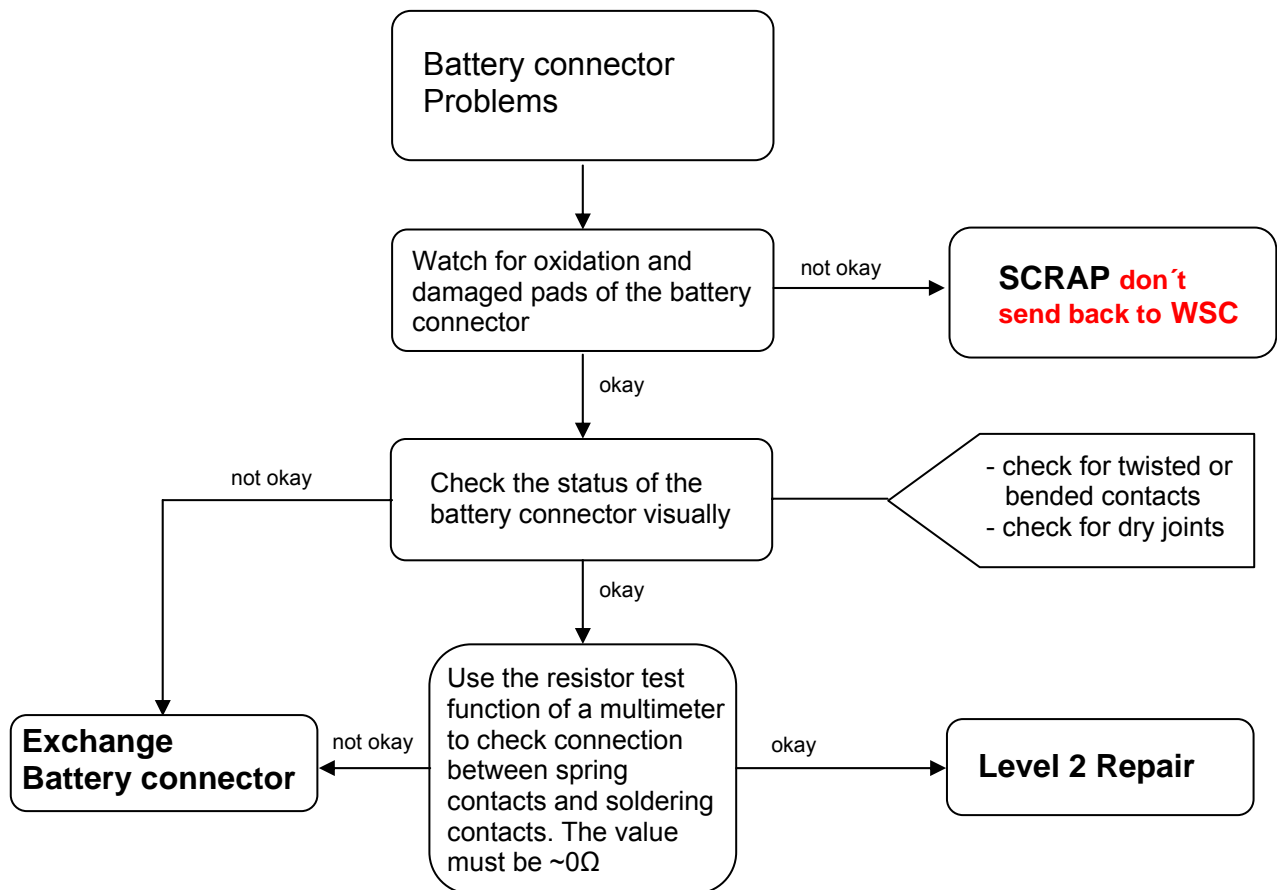 Battery connector
Problems
Watch for oxidation and
damaged pads of the battery
connector
not okay
SCRAP don´t
send back to WSC
okay
not okay
Check the status of the
battery connector visually
- check for twisted or
bended contacts
- check for dry joints
okay
Use the resistor test
function of a multimeter
to check connection
between spring
contacts and soldering
contacts. The value
must be ~0Ω
not okay
Exchange
Battery connector
okay
Level 2 Repair